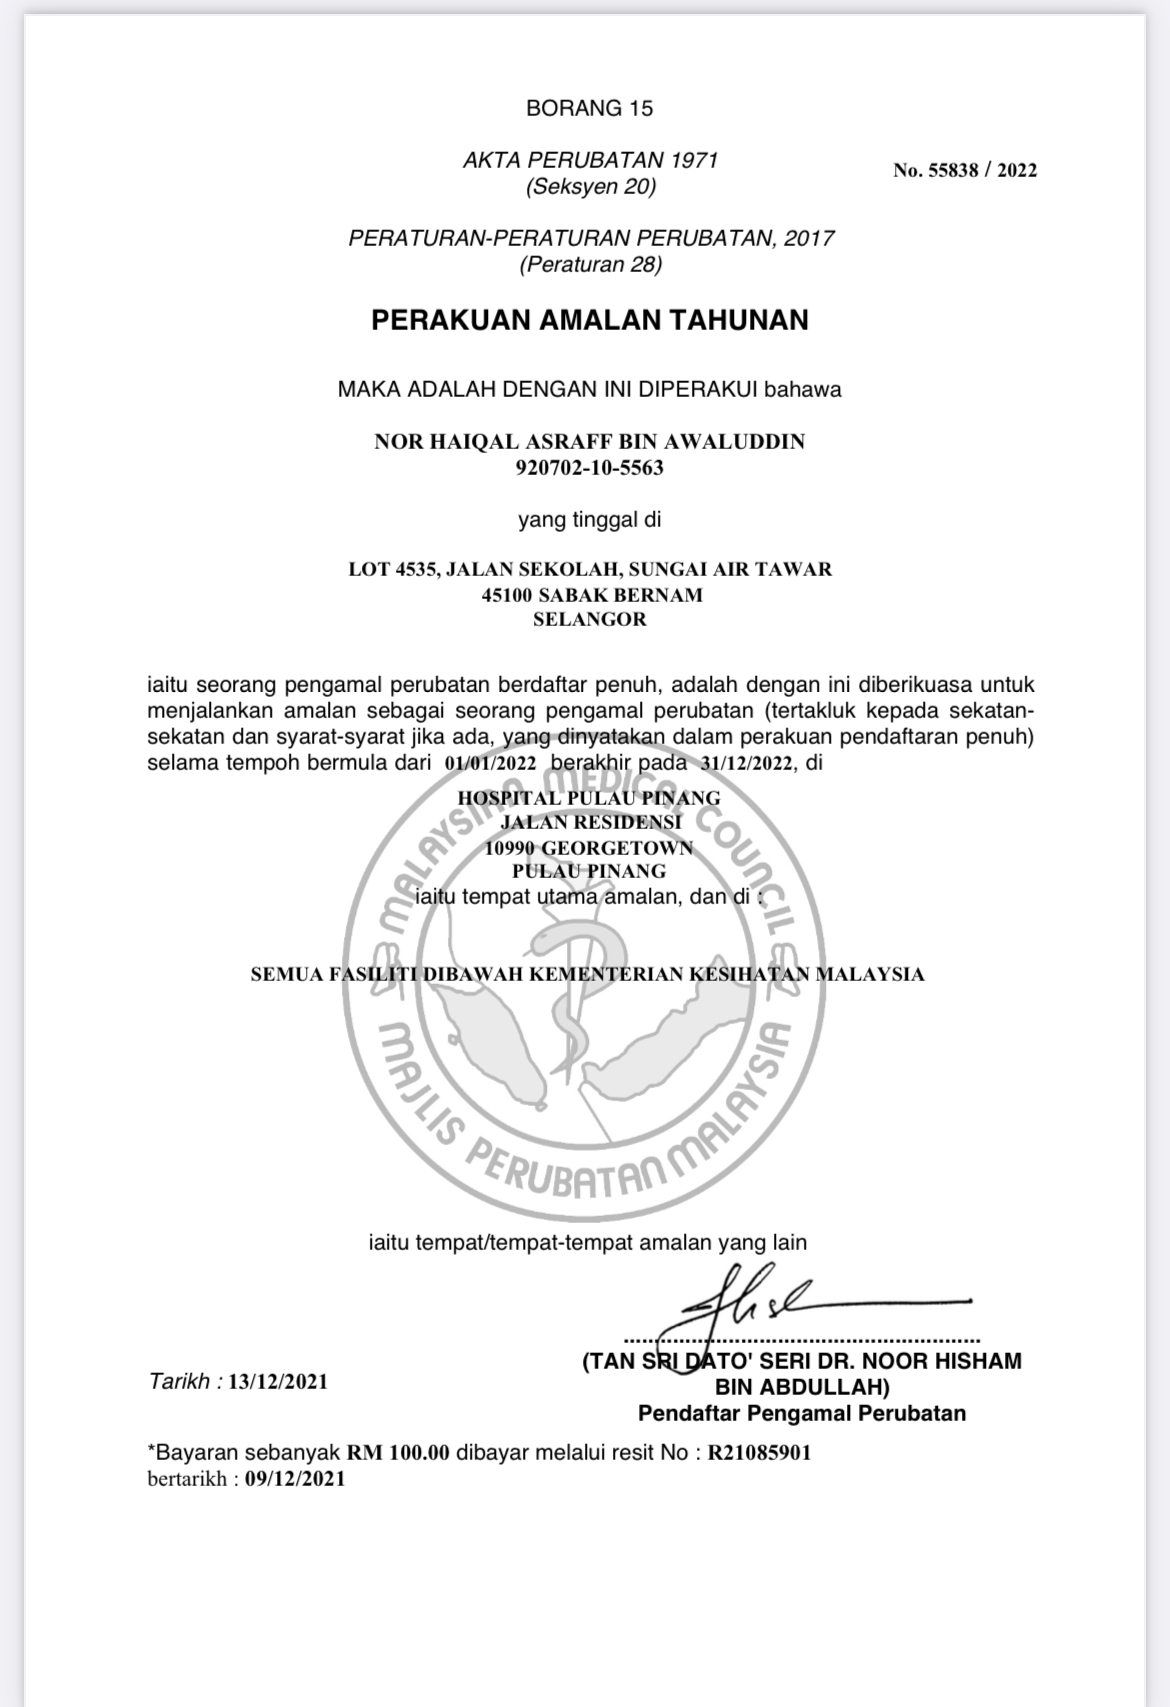 BORANG 15
AKTA PERUBATAN 1971
(Seksyen 20)
No. 55838 / 2022
PERATURAN-PERATURAN PERUBATAN, 2017
(Peraturan 28)
PERAKUAN AMALAN TAHUNAN
MAKA ADALAH DENGAN INI DIPERAKUI bahawa
NOR HAIQAL ASRAFF BIN AWALUDDIN
920702-10-5563
yang tinggal di
LOT 4535, JALAN SEKOLAH, SUNGAI AIR TAWAR
45100 SABAK BERNAM
SELANGOR
iaitu seorang pengamal perubatan berdaftar penuh, adalah dengan ini diberikuasa untuk
menjalankan amalan sebagai seorang pengamal perubatan (tertakluk kepada sekatan-
sekatan dan syarat-syarat jika ada, yang dinyatakan dalam perakuan pendaftaran penuh)
selama tempoh bermula dari 01/01/2022 berakhir pada 31/12/2022, di
HOSPITAL PULAU PINANG
JALAN RESIDENSI
10990 GEORGETOWN
PULAU PINANG
iaitu tempat utama amalan, dan di :
SEMUA FASILITI DIBAWAH KEMENTERIAN KESIHATAN MALAYSIA
MALAYSIAN MEDICAL COUNCIL
MAJLIS PERUBATAN MALAYSIA
iaitu tempat/tempat-tempat amalan yang lain
(TAN SRI DATO' SERI DR. NOOR HISHAM
BIN ABDULLAH)
Pendaftar Pengamal Perubatan
Tarikh : 13/12/2021
*Bayaran sebanyak RM 100.00 dibayar melalui resit No : R21085901
bertarikh : 09/12/2021